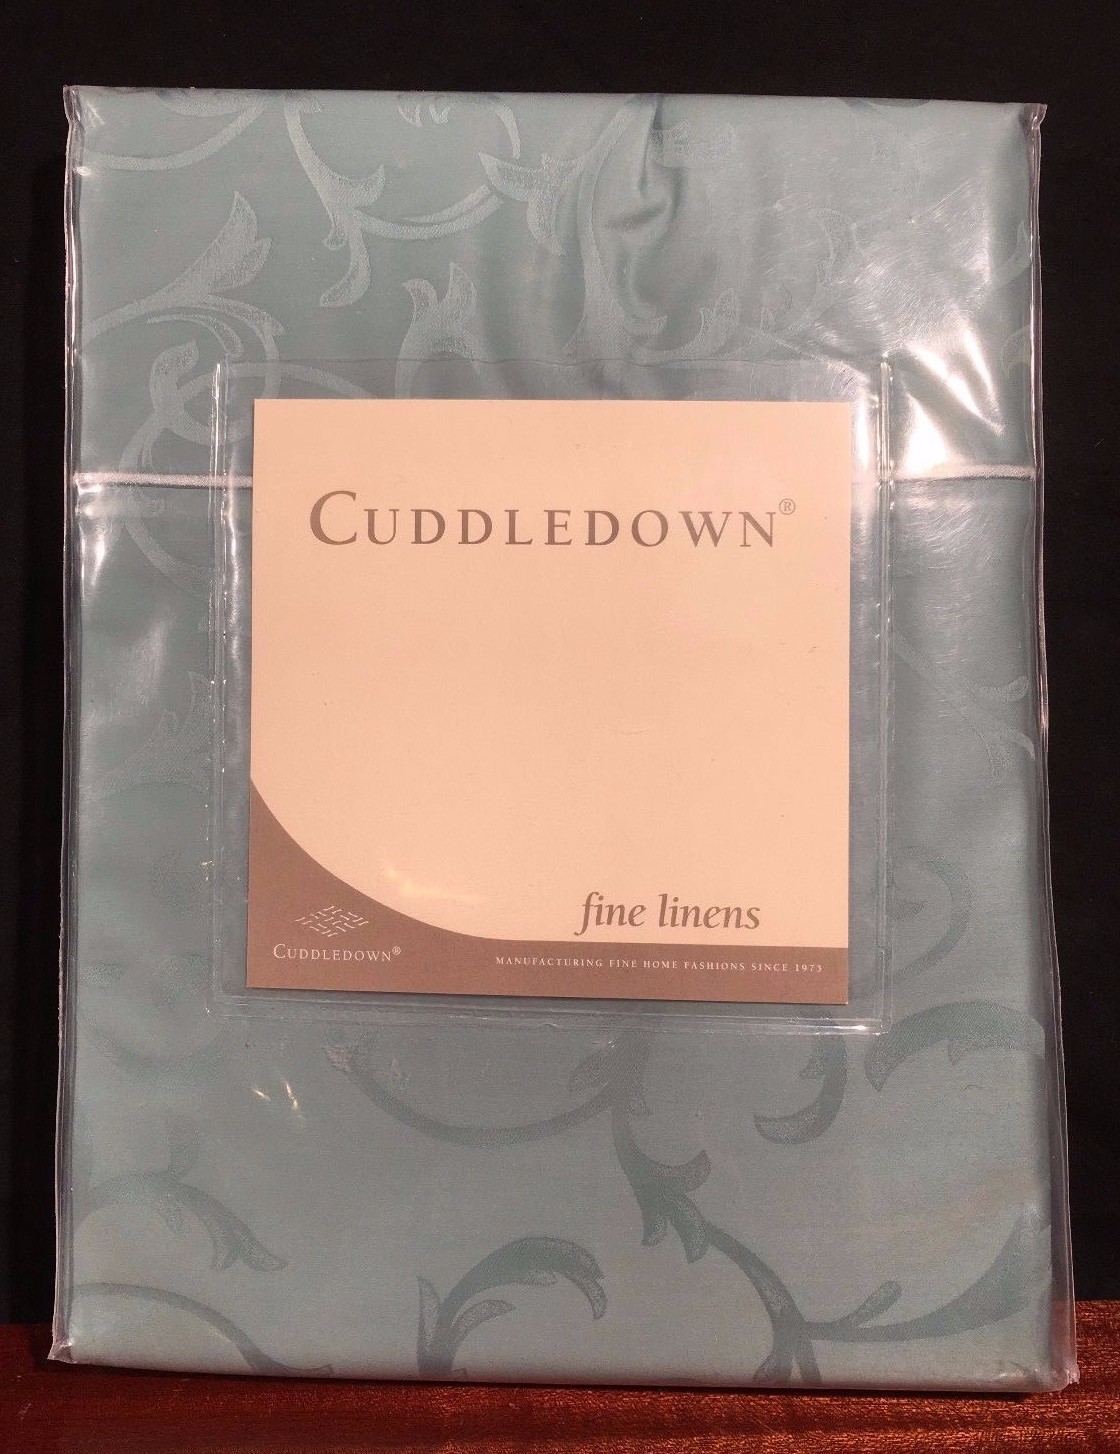 CUDDLEDOWN®
fine linens
CUDDLEDOWN®
MANUFACTURING FINE HOME FASHIONS SINCE 1973